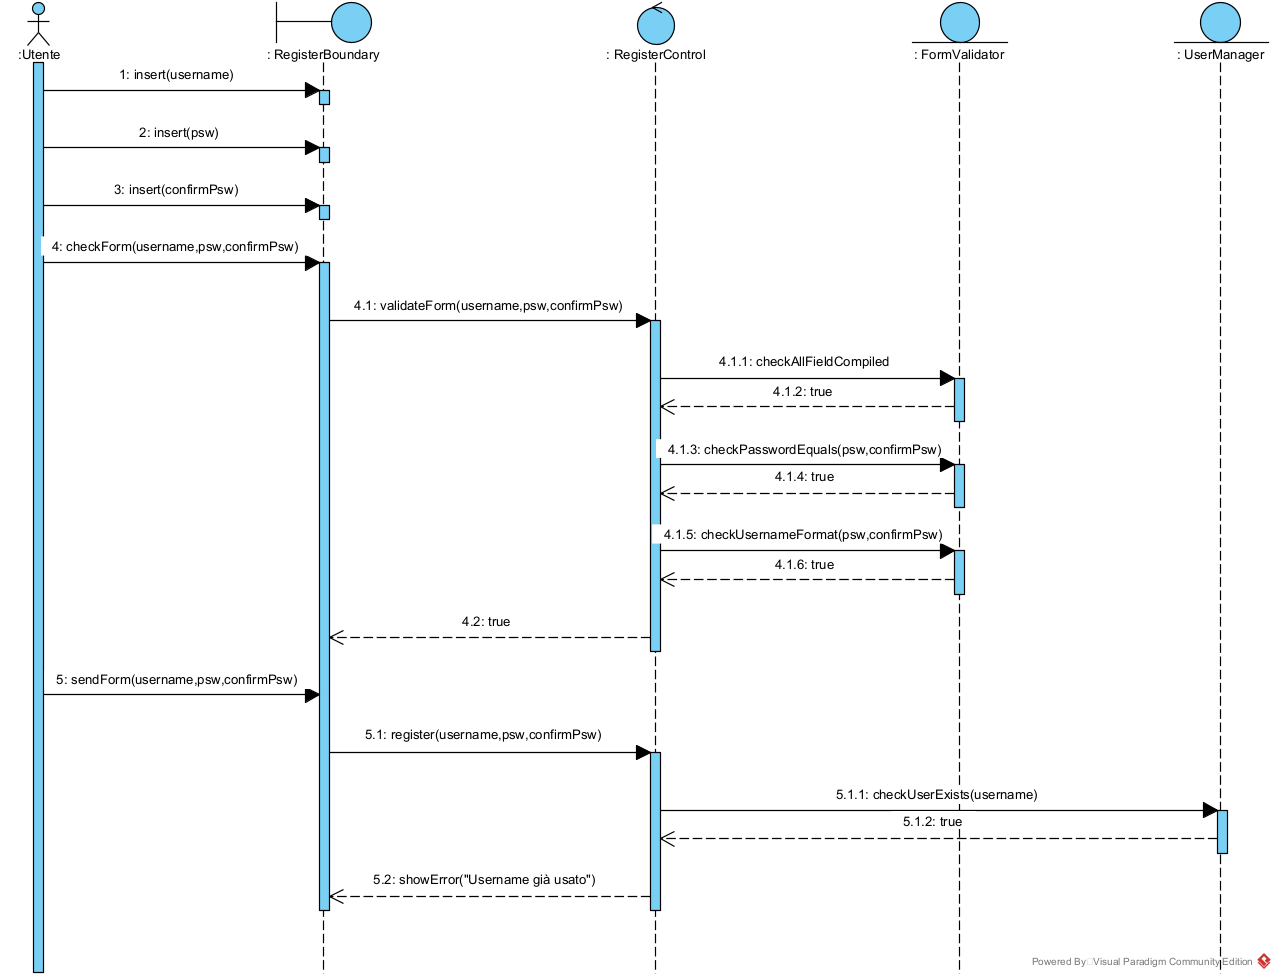 :Utente
: RegisterBoundary
: RegisterControl
: FormValidator
: UserManager
1: insert(username)
2: insert(psw)
3: insert(confirmPsw)
4: checkForm(username,psw,confirmPsw)
4.1: validateForm(username,psw,confirmPsw)
4.1.1: checkAllFieldCompiled
4.1.2: true
4.1.3: checkPasswordEquals(psw,confirmPsw)
4.1.4: true
4.1.5: checkUsernameFormat(psw,confirmPsw)
4.1.6: true
4.2: true
5: sendForm(username,psw,confirmPsw)
5.1: register(username,psw,confirmPsw)
5.1.1: checkUserExists(username)
5.1.2: true
5.2: showError("Username già usato")
Powered By Visual Paradigm Community Edition